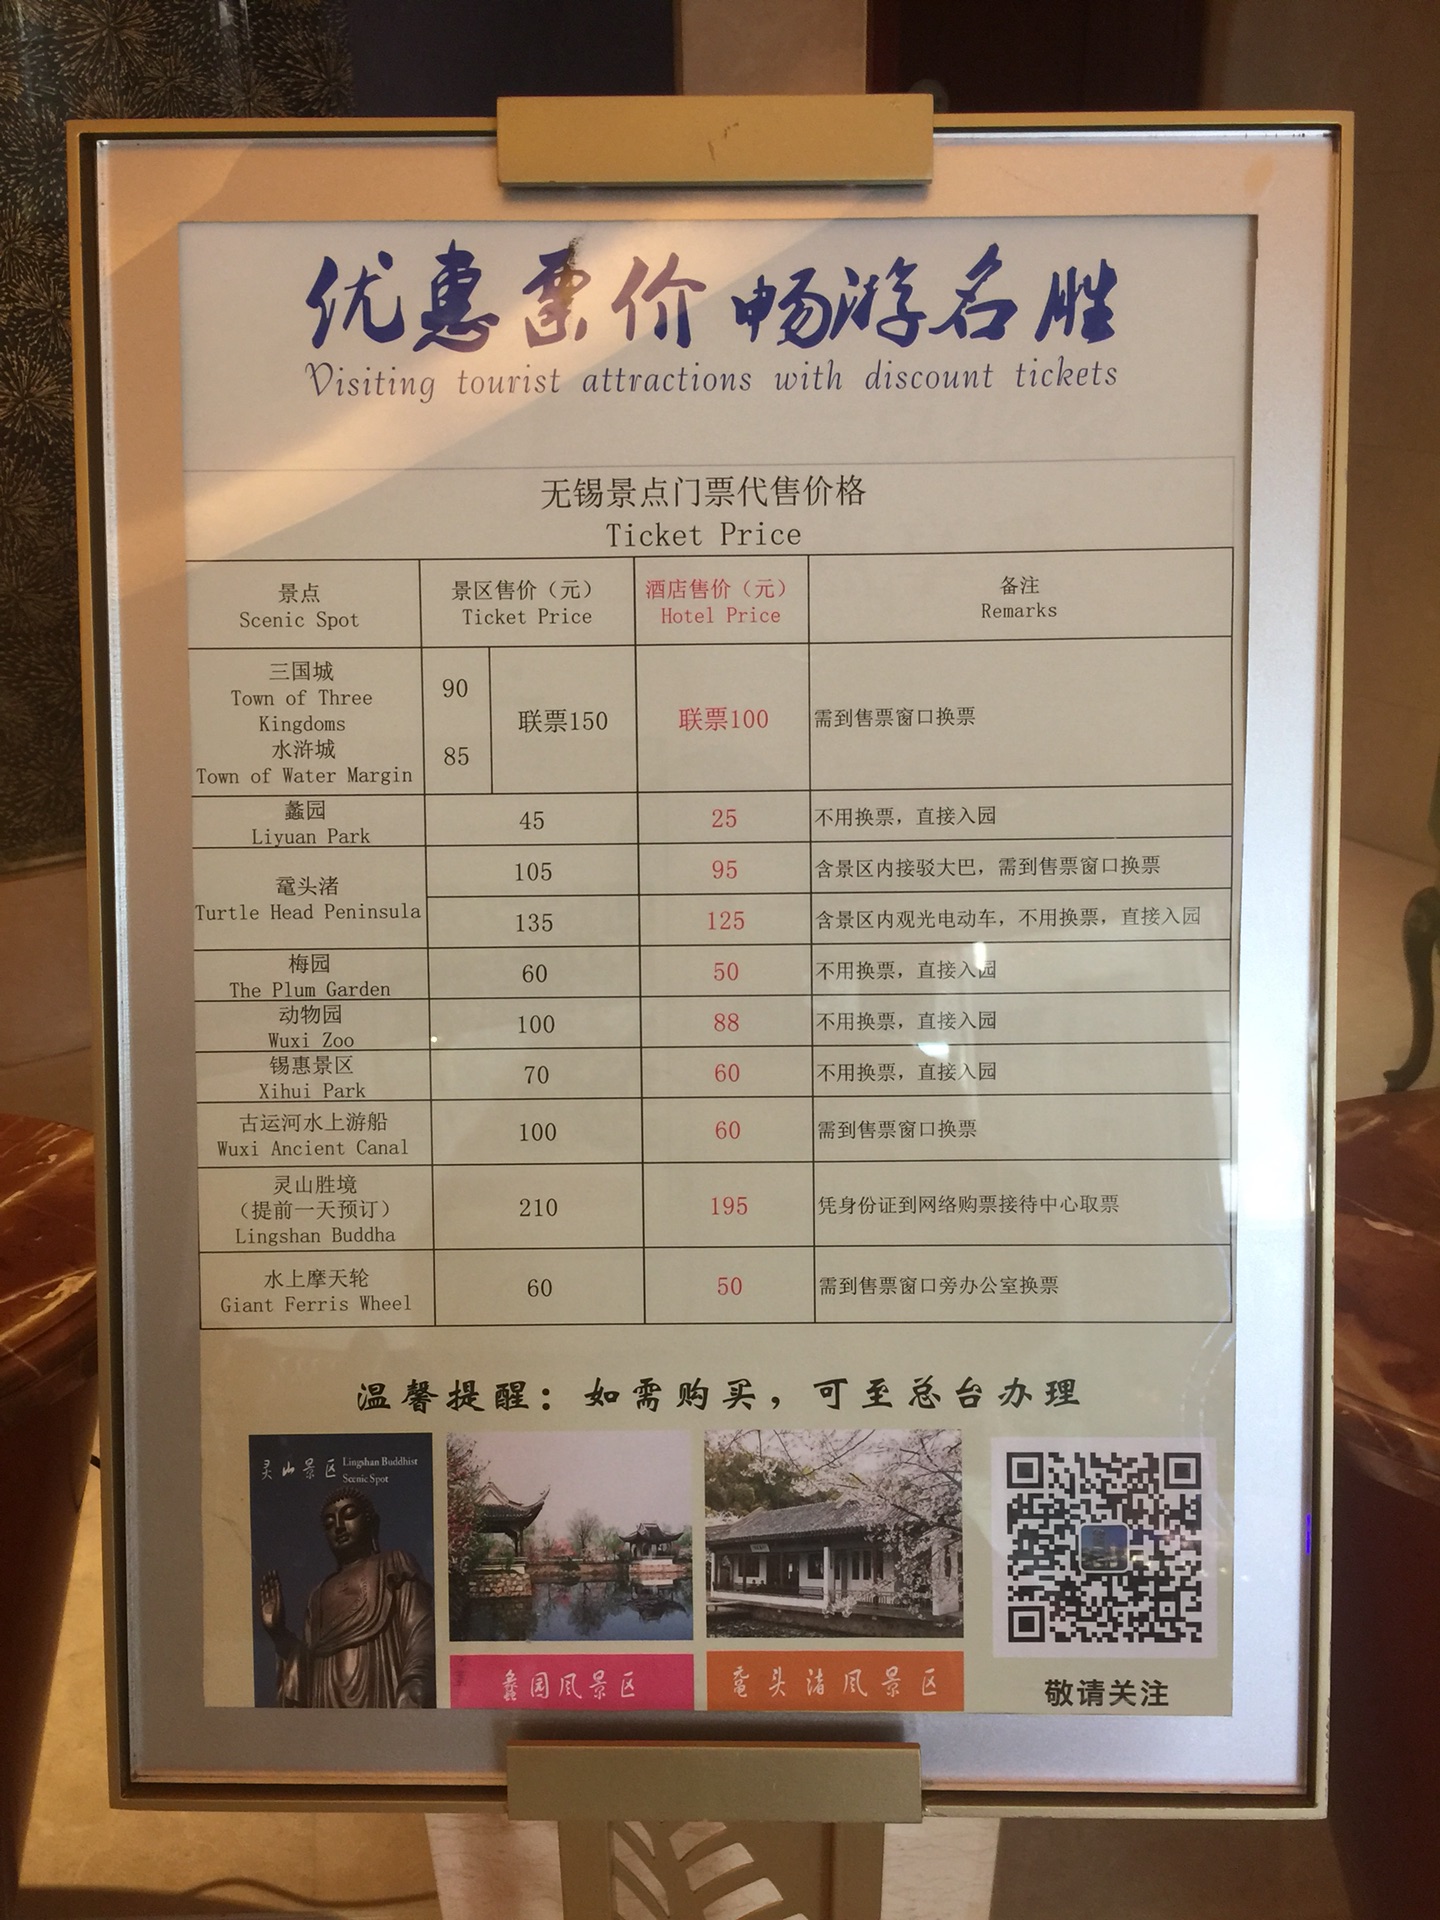 优惠票价 畅游名胜
Visiting tourist attractions with discount tickets
无锡景点门票代售价格
Ticket Price
景点
Scenic Spot
景区售价（元）
Ticket Price
酒店售价（元）
Hotel Price
备注
Remarks
三国城
Town of Three
Kingdoms
水浒城
Town of Water Margin
90
85
联票150
联票100
需到售票窗口换票
蠡园
Liyuan Park
45
25
不用换票，直接入园
鼋头渚
Turtle Head Peninsula
105
95
含景区内接驳大巴，需到售票窗口换票
135
125
含景区内观光电动车，不用换票，直接入园
梅园
The Plum Garden
60
50
不用换票，直接入园
动物园
Wuxi Zoo
100
88
不用换票，直接入园
锡惠景区
Xihui Park
70
60
不用换票，直接入园
古运河水上游船
Wuxi Ancient Canal
100
60
需到售票窗口换票
灵山胜境
（提前一天预订）
Lingshan Buddha
210
195
凭身份证到网络购票接待中心取票
水上摩天轮
Giant Ferris Wheel
60
50
需到售票窗口旁办公室换票
温馨提醒：如需购买，可至总台办理
灵山景区 Lingshan Buddhist
Scenic Spot
蠡园风景区
鼋头渚风景区
敬请关注